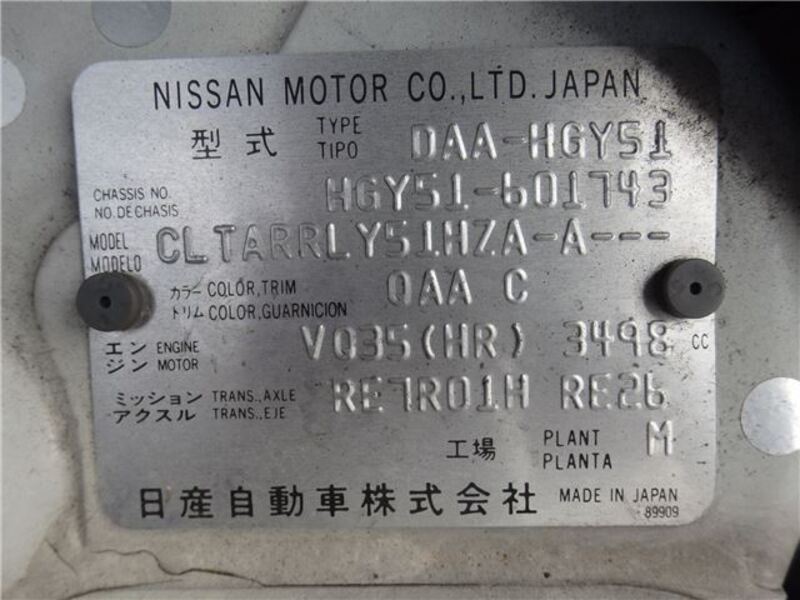 NISSAN MOTOR CO.,LTD. JAPAN
型式 TYPE TIPO DAA-HGY51
CHASSIS NO. NO. DE CHASIS HGY51-601743
MODEL MODELO CLTARRLY51HZA-A---
カラー COLOR, TRIM QAA C
トリム COLOR, GUARNICION
エン ENGINE VQ35(HR) 3498 CC
ジン MOTOR
ミッション TRANS., AXLE RE7R01H RE26
アクスル TRANS., EJE
工場 PLANT PLANTA M
日産自動車株式会社 MADE IN JAPAN
89909